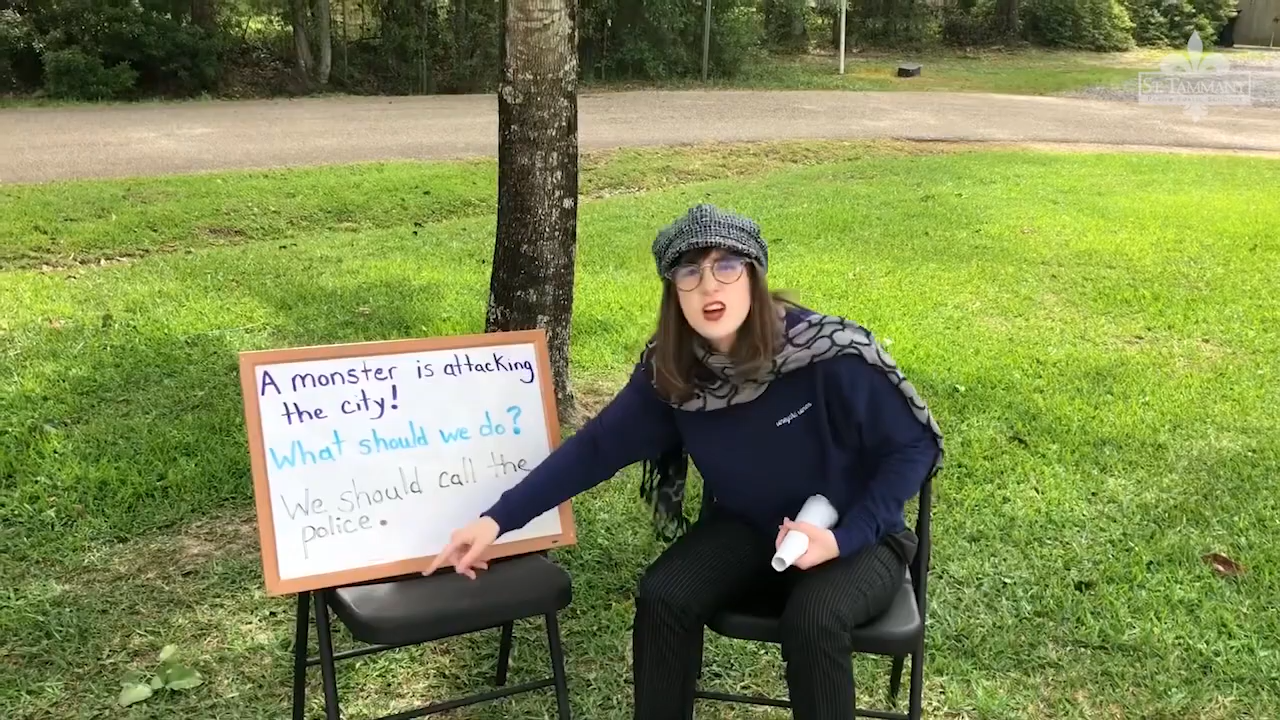 A monster is attacking
the city!
What should we do?
We should call the
police.
ST. TAMMANY